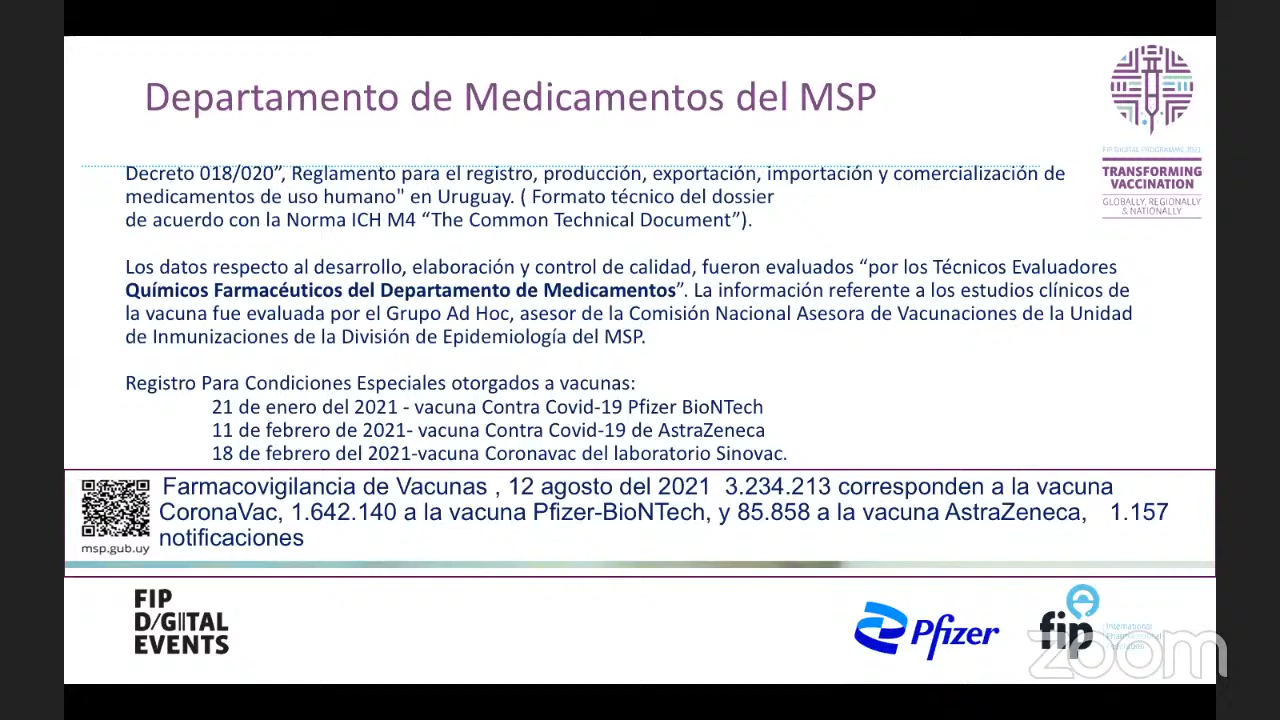 Departamento de Medicamentos del MSP
FIP DIGITAL PROGRAMME 2021
TRANSFORMING
VACCINATION
GLOBALLY, REGIONALLY
& NATIONALLY
Decreto 018/020”, Reglamento para el registro, producción, exportación, importación y comercialización de
medicamentos de uso humano" en Uruguay. ( Formato técnico del dossier
de acuerdo con la Norma ICH M4 “The Common Technical Document”).
Los datos respecto al desarrollo, elaboración y control de calidad, fueron evaluados “por los Técnicos Evaluadores
Químicos Farmacéuticos del Departamento de Medicamentos”. La información referente a los estudios clínicos de
la vacuna fue evaluada por el Grupo Ad Hoc, asesor de la Comisión Nacional Asesora de Vacunaciones de la Unidad
de Inmunizaciones de la División de Epidemiología del MSP.
Registro Para Condiciones Especiales otorgados a vacunas:
21 de enero del 2021 - vacuna Contra Covid-19 Pfizer BioNTech
11 de febrero de 2021- vacuna Contra Covid-19 de AstraZeneca
18 de febrero del 2021-vacuna Coronavac del laboratorio Sinovac.
Farmacovigilancia de Vacunas , 12 agosto del 2021 3.234.213 corresponden a la vacuna
CoronaVac, 1.642.140 a la vacuna Pfizer-BioNTech, y 85.858 a la vacuna AstraZeneca, 1.157
notificaciones
msp.gub.uy
FIP
D/GITAL
EVENTS
Pfizer
fip
International
Pharmaceutical
Federation
zoom